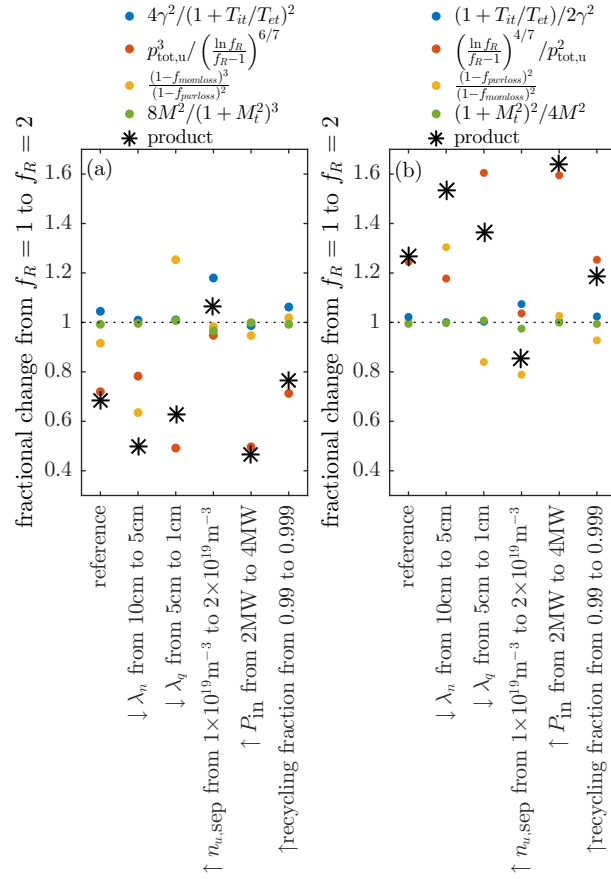 4γ²/(1 + T_it/T_et)²
p³_tot,u / (ln f_R / f_R−1)^6/7
(1−f_momloss)³ / (1−f_pwrloss)²
8M²/(1 + M_t²)³
product
fractional change from f_R = 1 to f_R = 2
(a)
1.6
1.4
1.2
1
0.8
0.6
0.4
reference
↓ λ_n from 10cm to 5cm
↓ λ_q from 5cm to 1cm
↑ n_u,sep from 1×10¹⁹m⁻³ to 2×10¹⁹m⁻³
↑ P_in from 2MW to 4MW
↑recycling fraction from 0.99 to 0.999
(1 + T_it/T_et)/2γ²
(ln f_R / f_R−1)^4/7 /p²_tot,u
(1−f_pwrloss)² / (1−f_momloss)²
(1 + M_t²)²/4M²
product
fractional change from f_R = 1 to f_R = 2
(b)
1.6
1.4
1.2
1
0.8
0.6
0.4
reference
↓ λ_n from 10cm to 5cm
↓ λ_q from 5cm to 1cm
↑ n_u,sep from 1×10¹⁹m⁻³ to 2×10¹⁹m⁻³
↑ P_in from 2MW to 4MW
↑recycling fraction from 0.99 to 0.999